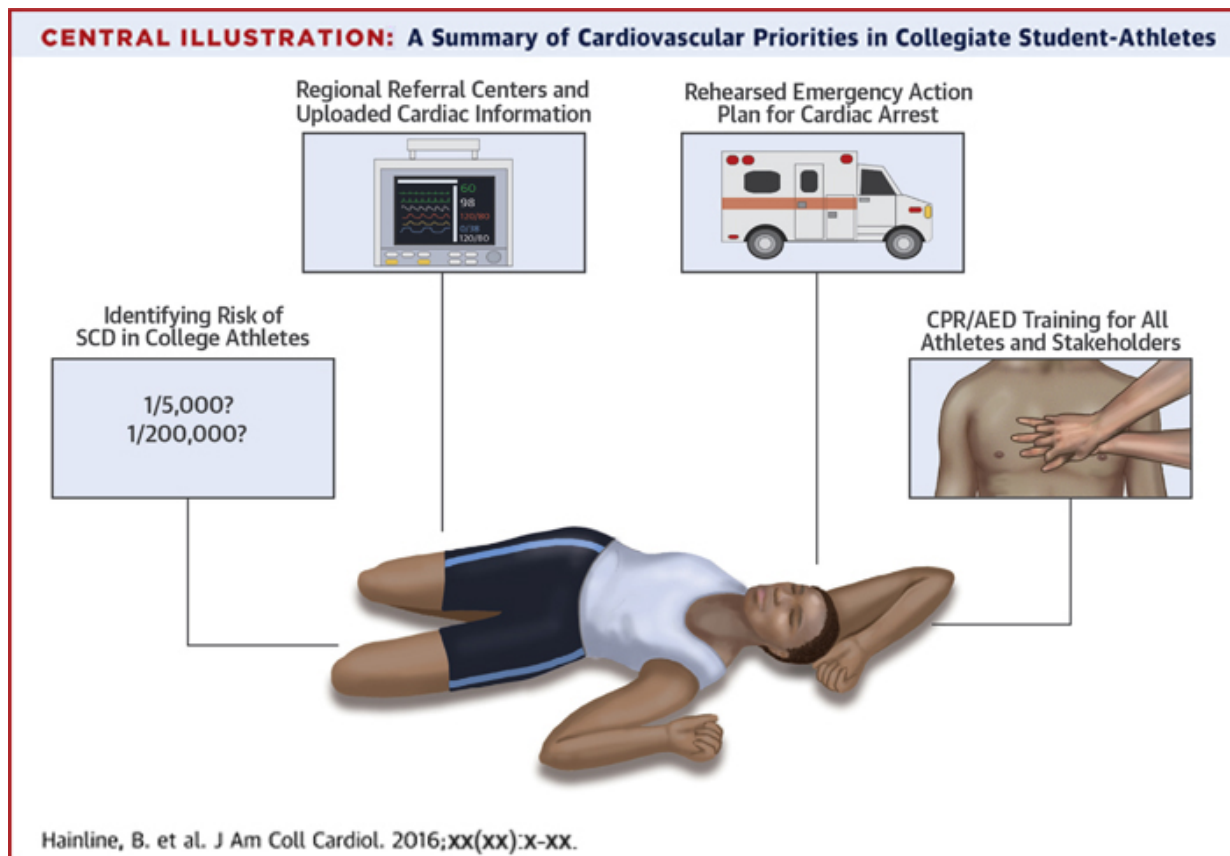 CENTRAL ILLUSTRATION: A Summary of Cardiovascular Priorities in Collegiate Student-Athletes
Regional Referral Centers and
Uploaded Cardiac Information
60
98
120/80
0/38
120/80
Rehearsed Emergency Action
Plan for Cardiac Arrest
Identifying Risk of
SCD in College Athletes
1/5,000?
1/200,000?
CPR/AED Training for All
Athletes and Stakeholders
Hainline, B. et al. J Am Coll Cardiol. 2016;xx(xx):x-xx.